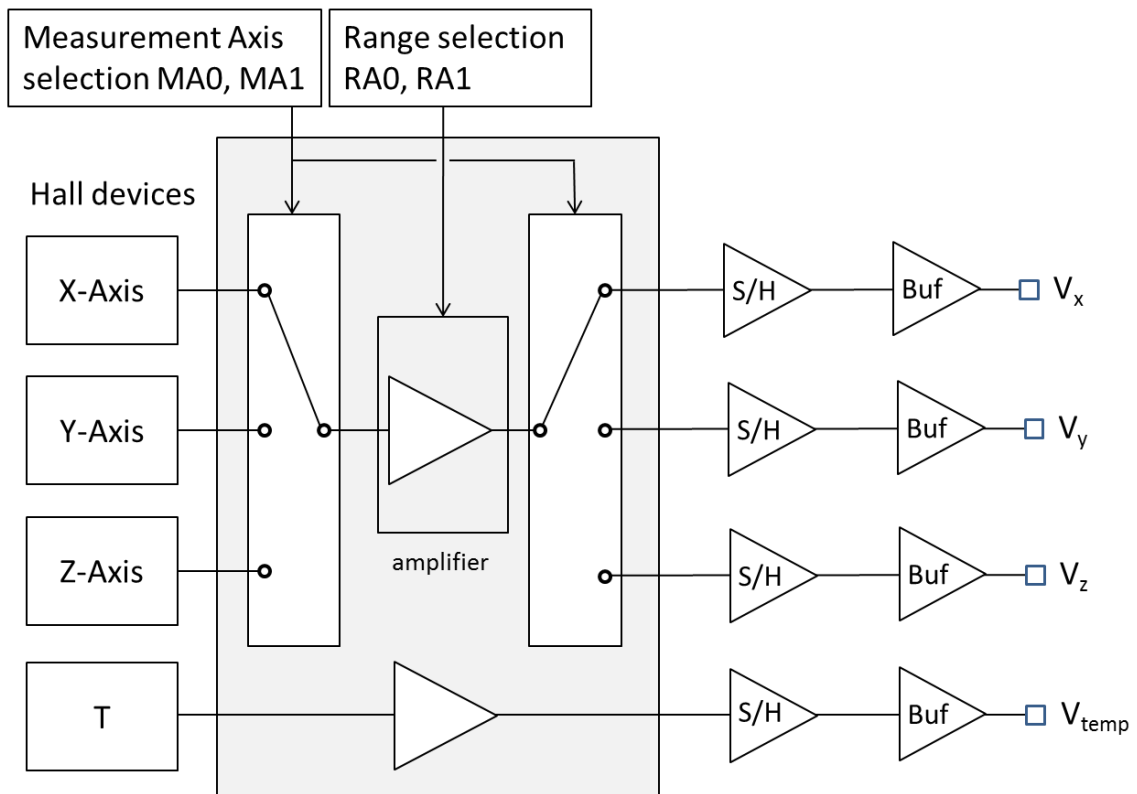 Measurement Axis
selection MA0, MA1
Range selection
RA0, RA1
Hall devices
X-Axis
S/H
Buf
Vx
Y-Axis
S/H
Buf
Vy
amplifier
Z-Axis
S/H
Buf
Vz
T
S/H
Buf
Vtemp